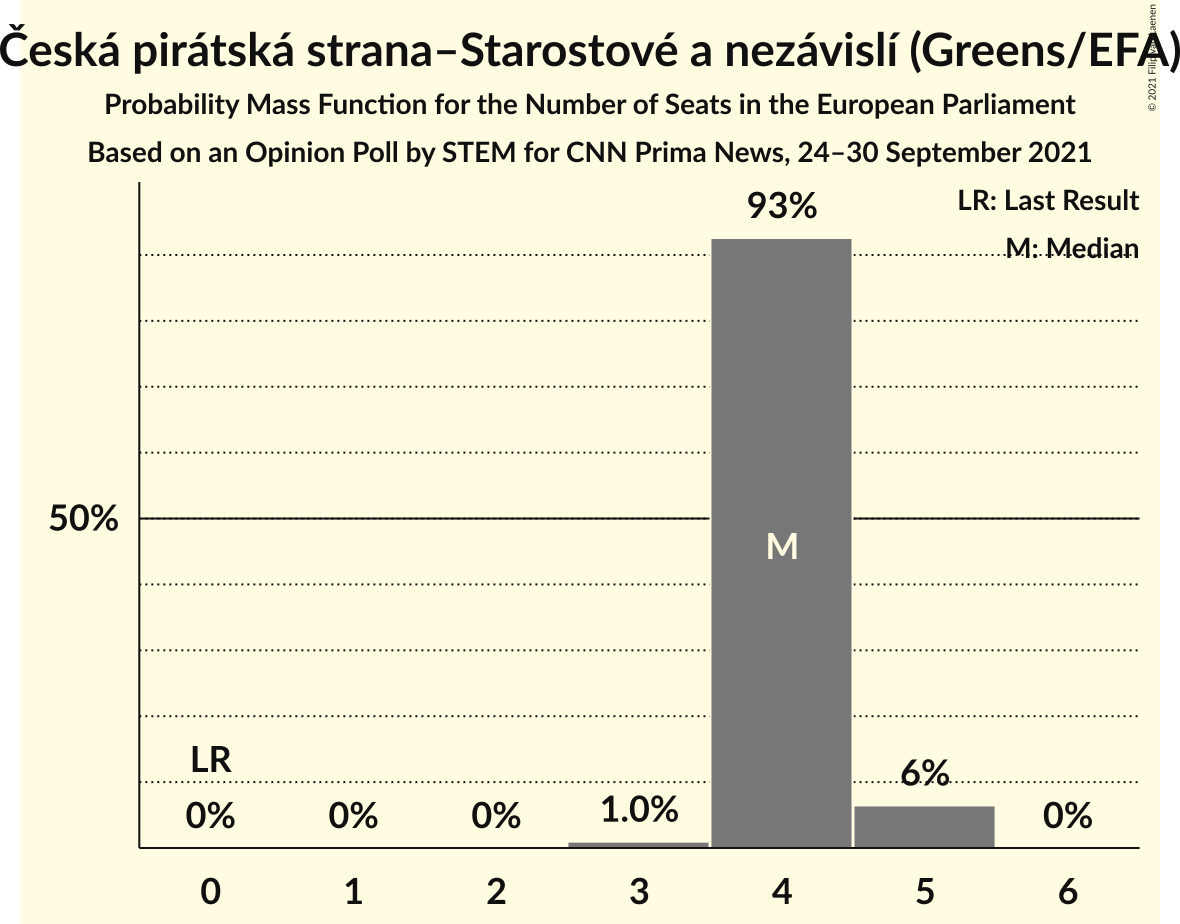 Česká pirátská strana–Starostové a nezávislí (Greens/EFA)
Probability Mass Function for the Number of Seats in the European Parliament
Based on an Opinion Poll by STEM for CNN Prima News, 24–30 September 2021
LR: Last Result
M: Median
93%
50%
M
LR
0%
0%
0%
1.0%
6%
0%
0 1 2 3 4 5 6
© 2021 Filip